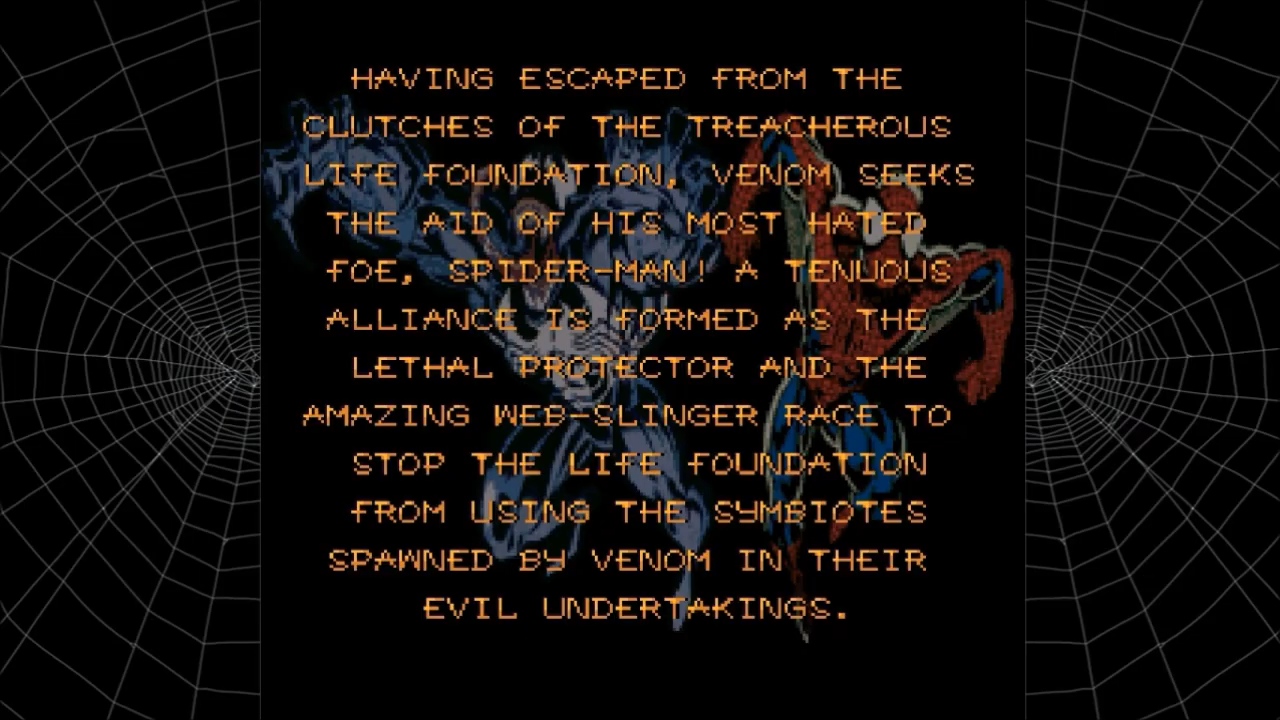 HAVING ESCAPED FROM THE
CLUTCHES OF THE TREACHEROUS
LIFE FOUNDATION, VENOM SEEKS
THE AID OF HIS MOST HATED
FOE, SPIDER-MAN! A TENUOUS
ALLIANCE IS FORMED AS THE
LETHAL PROTECTOR AND THE
AMAZING WEB-SLINGER RACE TO
STOP THE LIFE FOUNDATION
FROM USING THE SYMBIOTES
SPAWNED BY VENOM IN THEIR
EVIL UNDERTAKINGS.